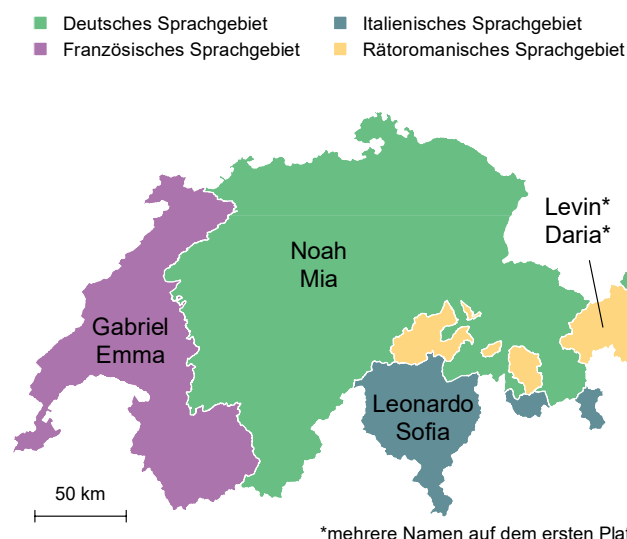 Deutsches Sprachgebiet
Italienisches Sprachgebiet
Französisches Sprachgebiet
Rätoromanisches Sprachgebiet
Levin*
Daria*
Noah
Mia
Gabriel
Emma
Leonardo
Sofia
50 km
*mehrere Namen auf dem ersten Plat